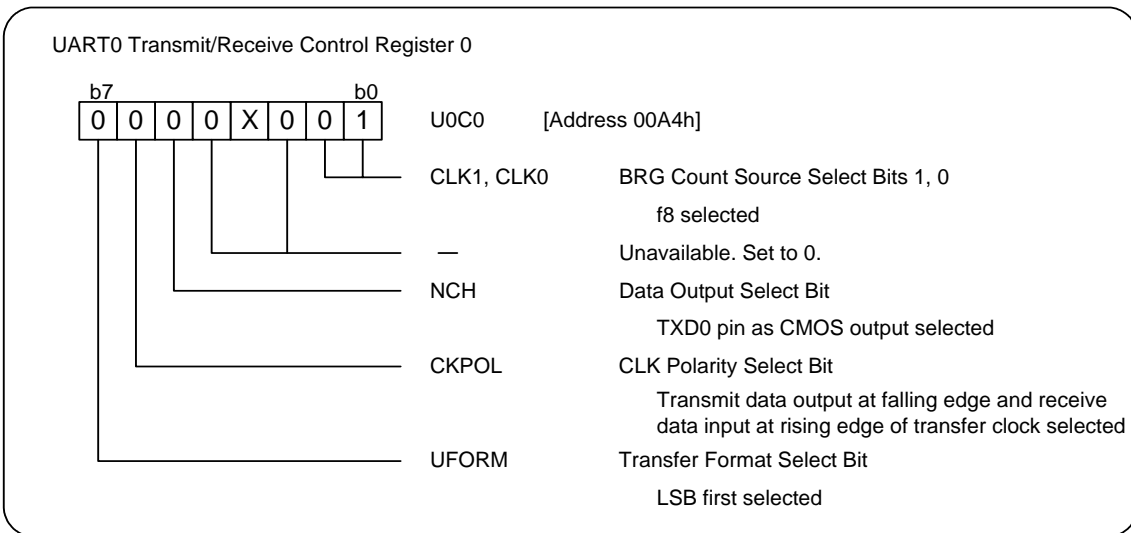 UART0 Transmit/Receive Control Register 0
b7 b0
0 0 0 0 X 0 0 1 U0C0 [Address 00A4h]
CLK1, CLK0 BRG Count Source Select Bits 1, 0
f8 selected
— Unavailable. Set to 0.
NCH Data Output Select Bit
TXD0 pin as CMOS output selected
CKPOL CLK Polarity Select Bit
Transmit data output at falling edge and receive
data input at rising edge of transfer clock selected
UFORM Transfer Format Select Bit
LSB first selected